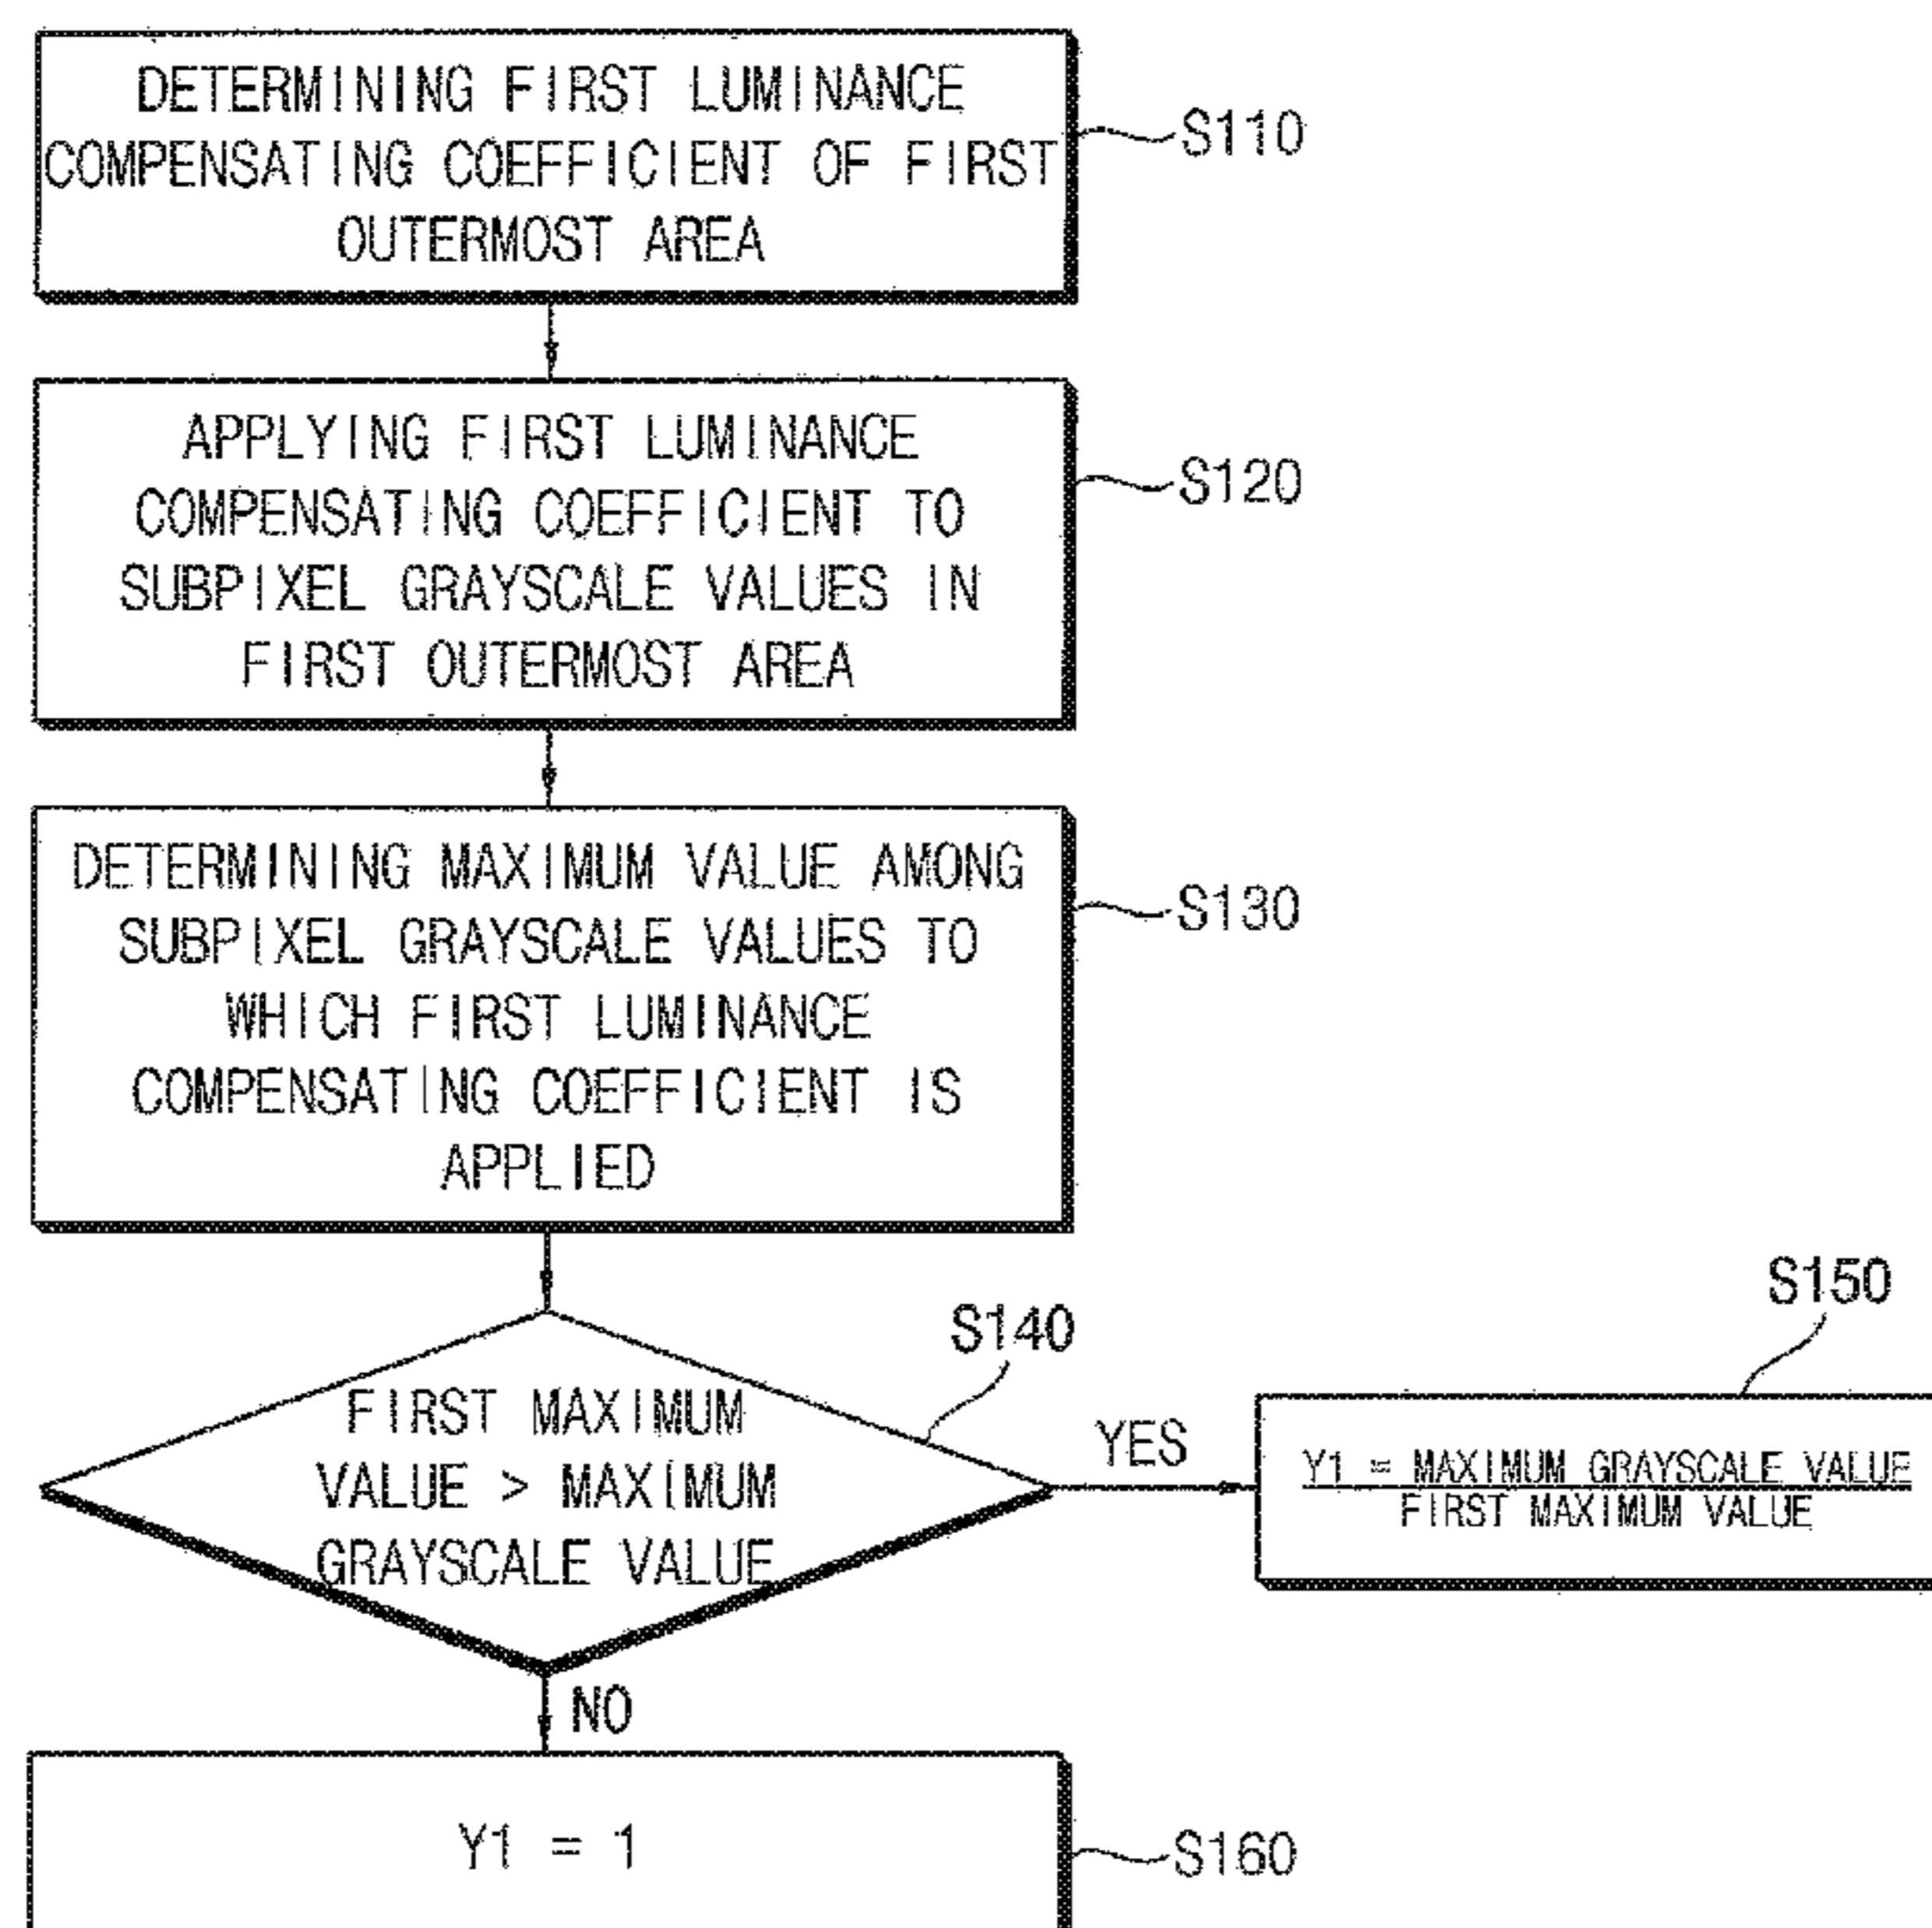 DETERMINING FIRST LUMINANCE
COMPENSATING COEFFICIENT OF FIRST
OUTERMOST AREA
S110
APPLYING FIRST LUMINANCE
COMPENSATING COEFFICIENT TO
SUBPIXEL GRAYSCALE VALUES IN
FIRST OUTERMOST AREA
S120
DETERMINING MAXIMUM VALUE AMONG
SUBPIXEL GRAYSCALE VALUES TO
WHICH FIRST LUMINANCE
COMPENSATING COEFFICIENT IS
APPLIED
S130
S140
FIRST MAXIMUM
VALUE > MAXIMUM
GRAYSCALE VALUE
YES
S150
Y1 = MAXIMUM GRAYSCALE VALUE
FIRST MAXIMUM VALUE
NO
Y1 = 1
S160